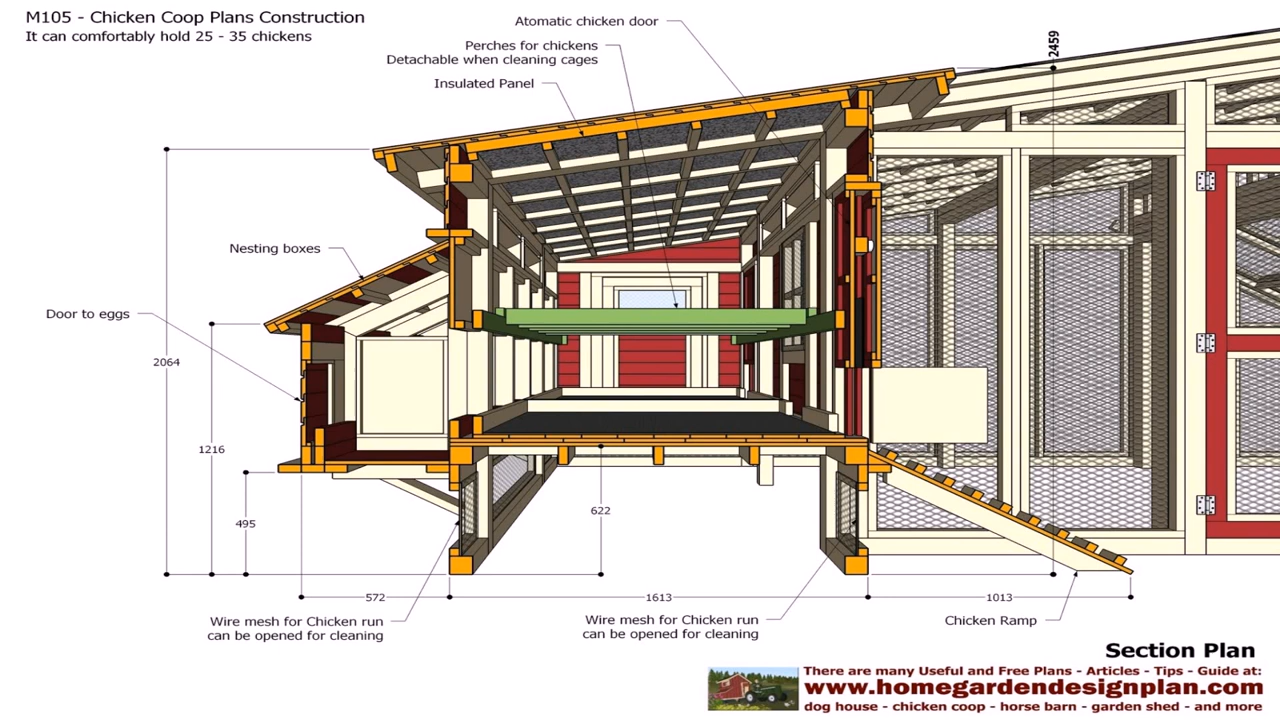 M105 - Chicken Coop Plans Construction
It can comfortably hold 25 - 35 chickens
Atomatic chicken door
Perches for chickens
Detachable when cleaning cages
Insulated Panel
2459
Nesting boxes
Door to eggs
2064
1216
495
622
572
1613
1013
Wire mesh for Chicken run
can be opened for cleaning
Wire mesh for Chicken run
can be opened for cleaning
Chicken Ramp
Section Plan
There are many Useful and Free Plans - Articles - Tips - Guide at:
www.homegardendesignplan.com
dog house - chicken coop - horse barn - garden shed - and more